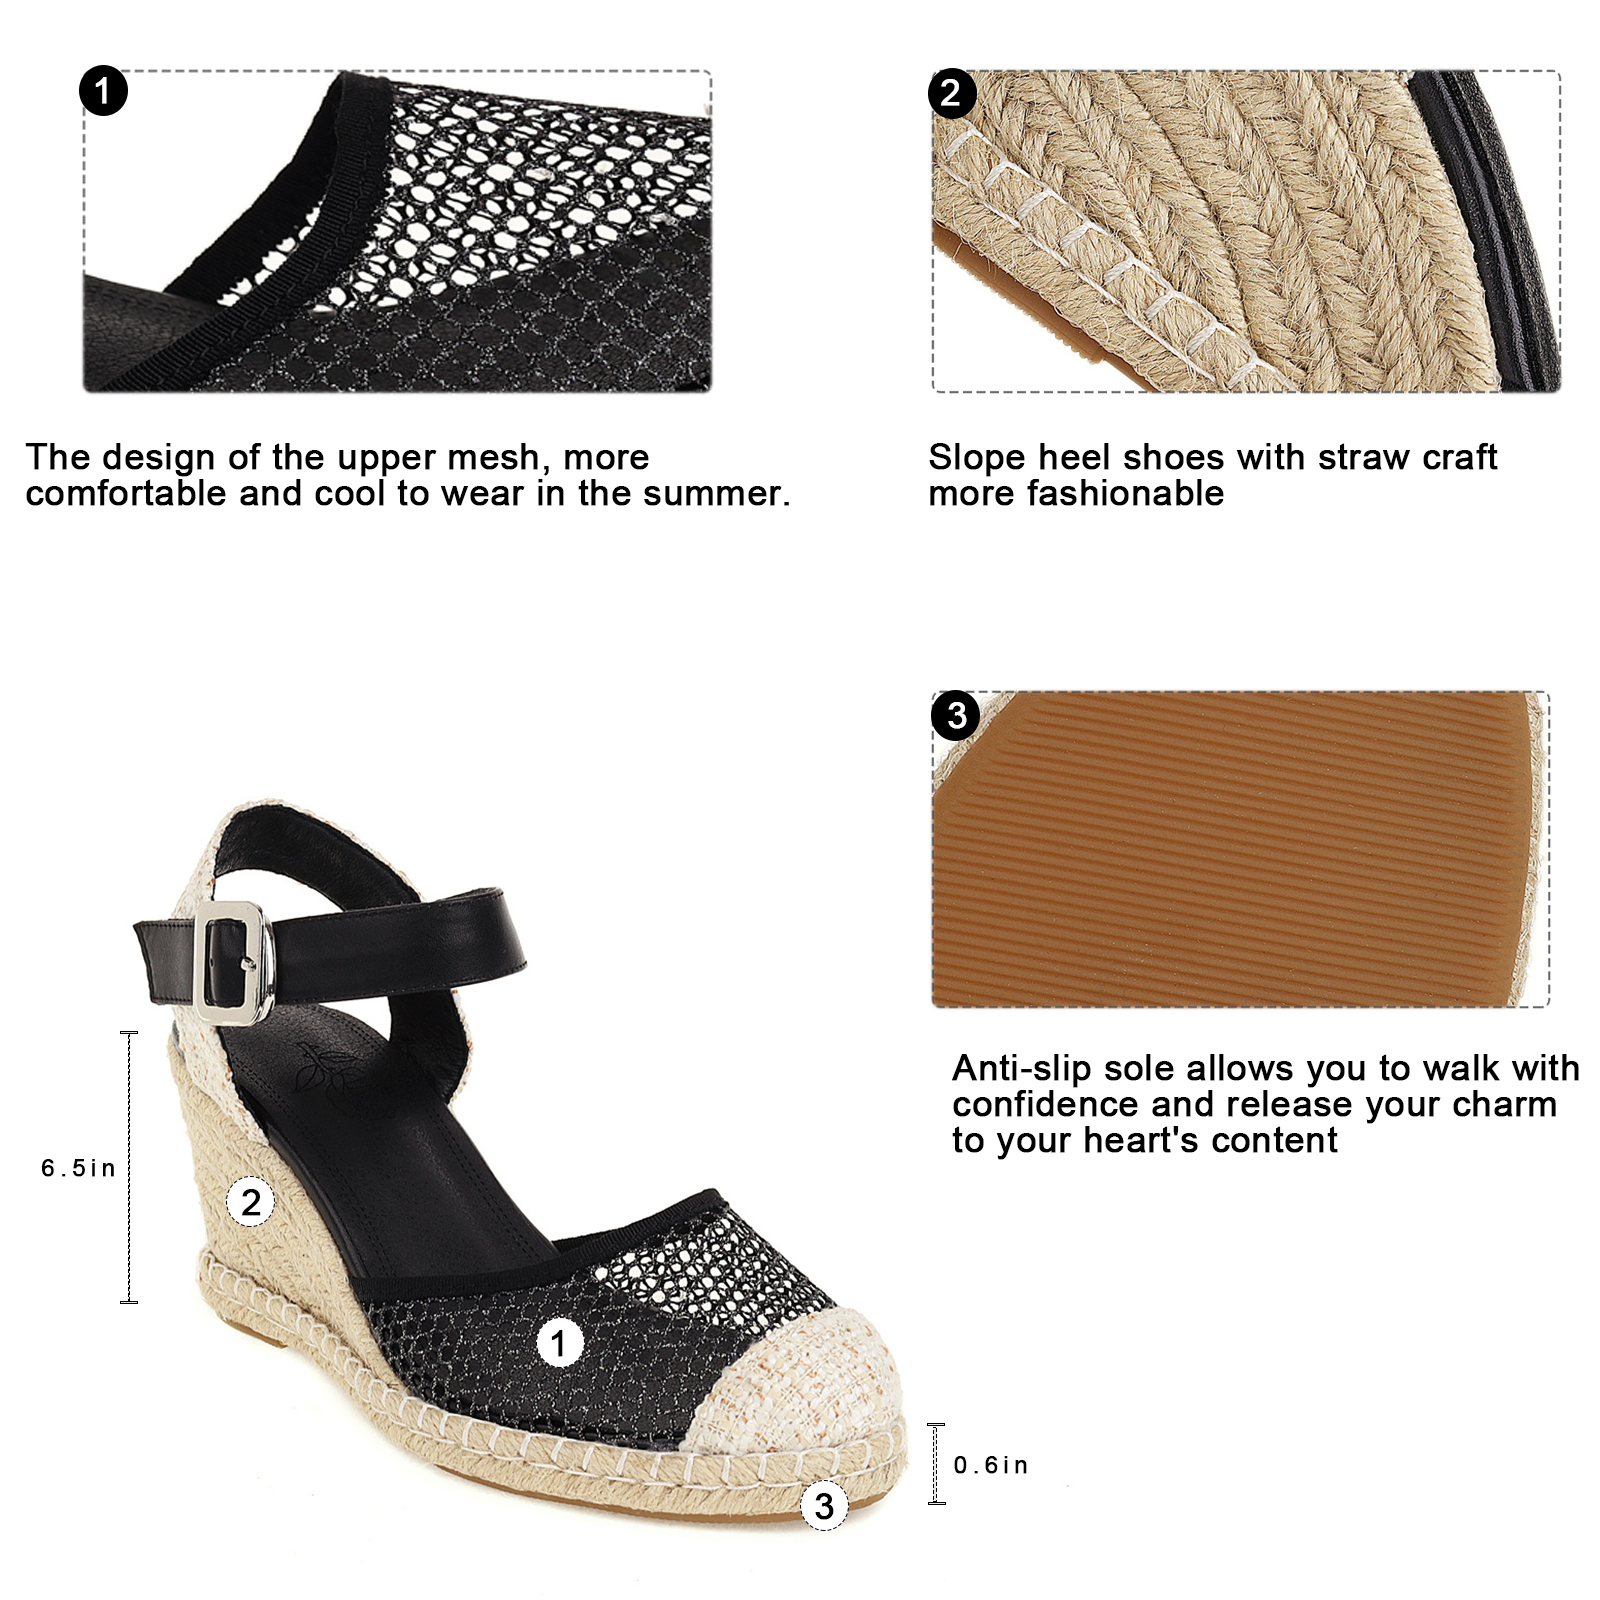 1
The design of the upper mesh, more
comfortable and cool to wear in the summer.
2
Slope heel shoes with straw craft
more fashionable
3
Anti-slip sole allows you to walk with
confidence and release your charm
to your heart's content
6.5in
2
1
3
0.6in